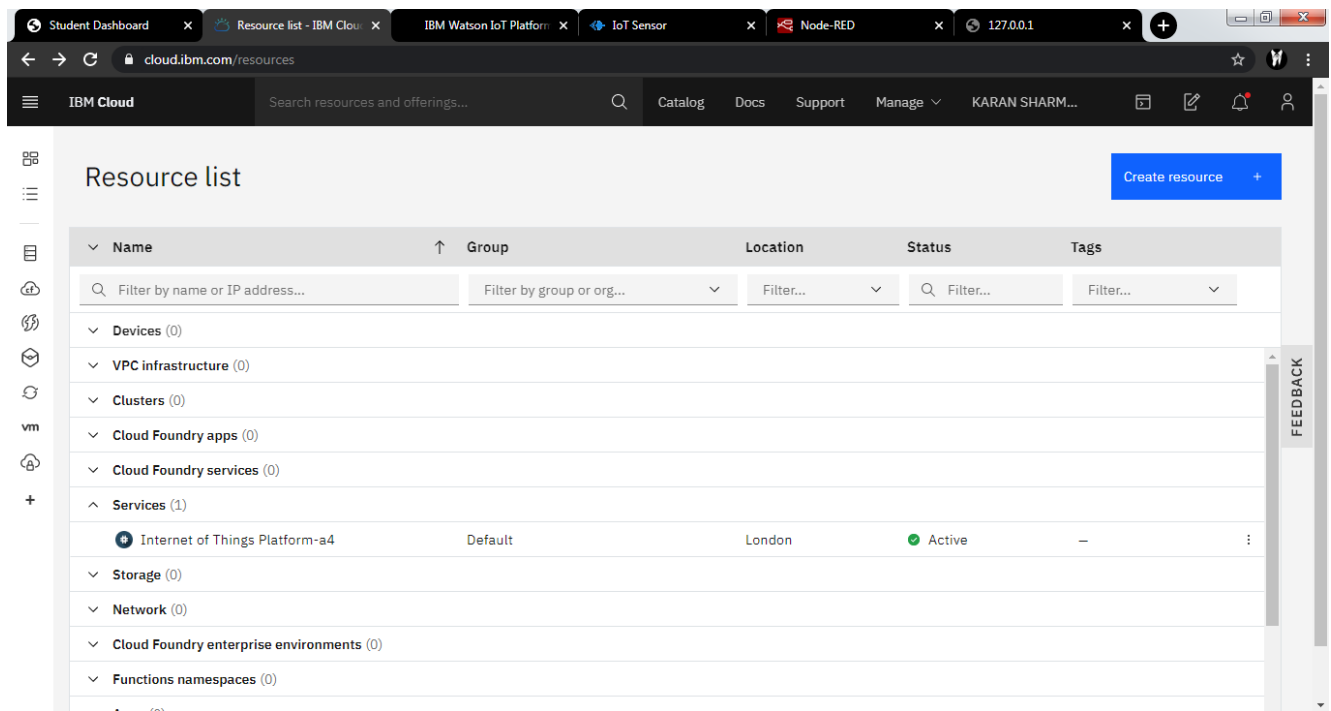 Student Dashboard
Resource list - IBM Clou
IBM Watson IoT Platform
IoT Sensor
Node-RED
127.0.0.1
cloud.ibm.com/resources
IBM Cloud
Search resources and offerings...
Catalog
Docs
Support
Manage
KARAN SHARM...
Resource list
Create resource +
Name
Group
Location
Status
Tags
Filter by name or IP address...
Filter by group or org...
Filter...
Filter...
Filter...
Devices (0)
VPC infrastructure (0)
Clusters (0)
vm
Cloud Foundry apps (0)
Cloud Foundry services (0)
Services (1)
Internet of Things Platform-a4 Default London Active –
Storage (0)
Network (0)
Cloud Foundry enterprise environments (0)
Functions namespaces (0)
FEEDBACK